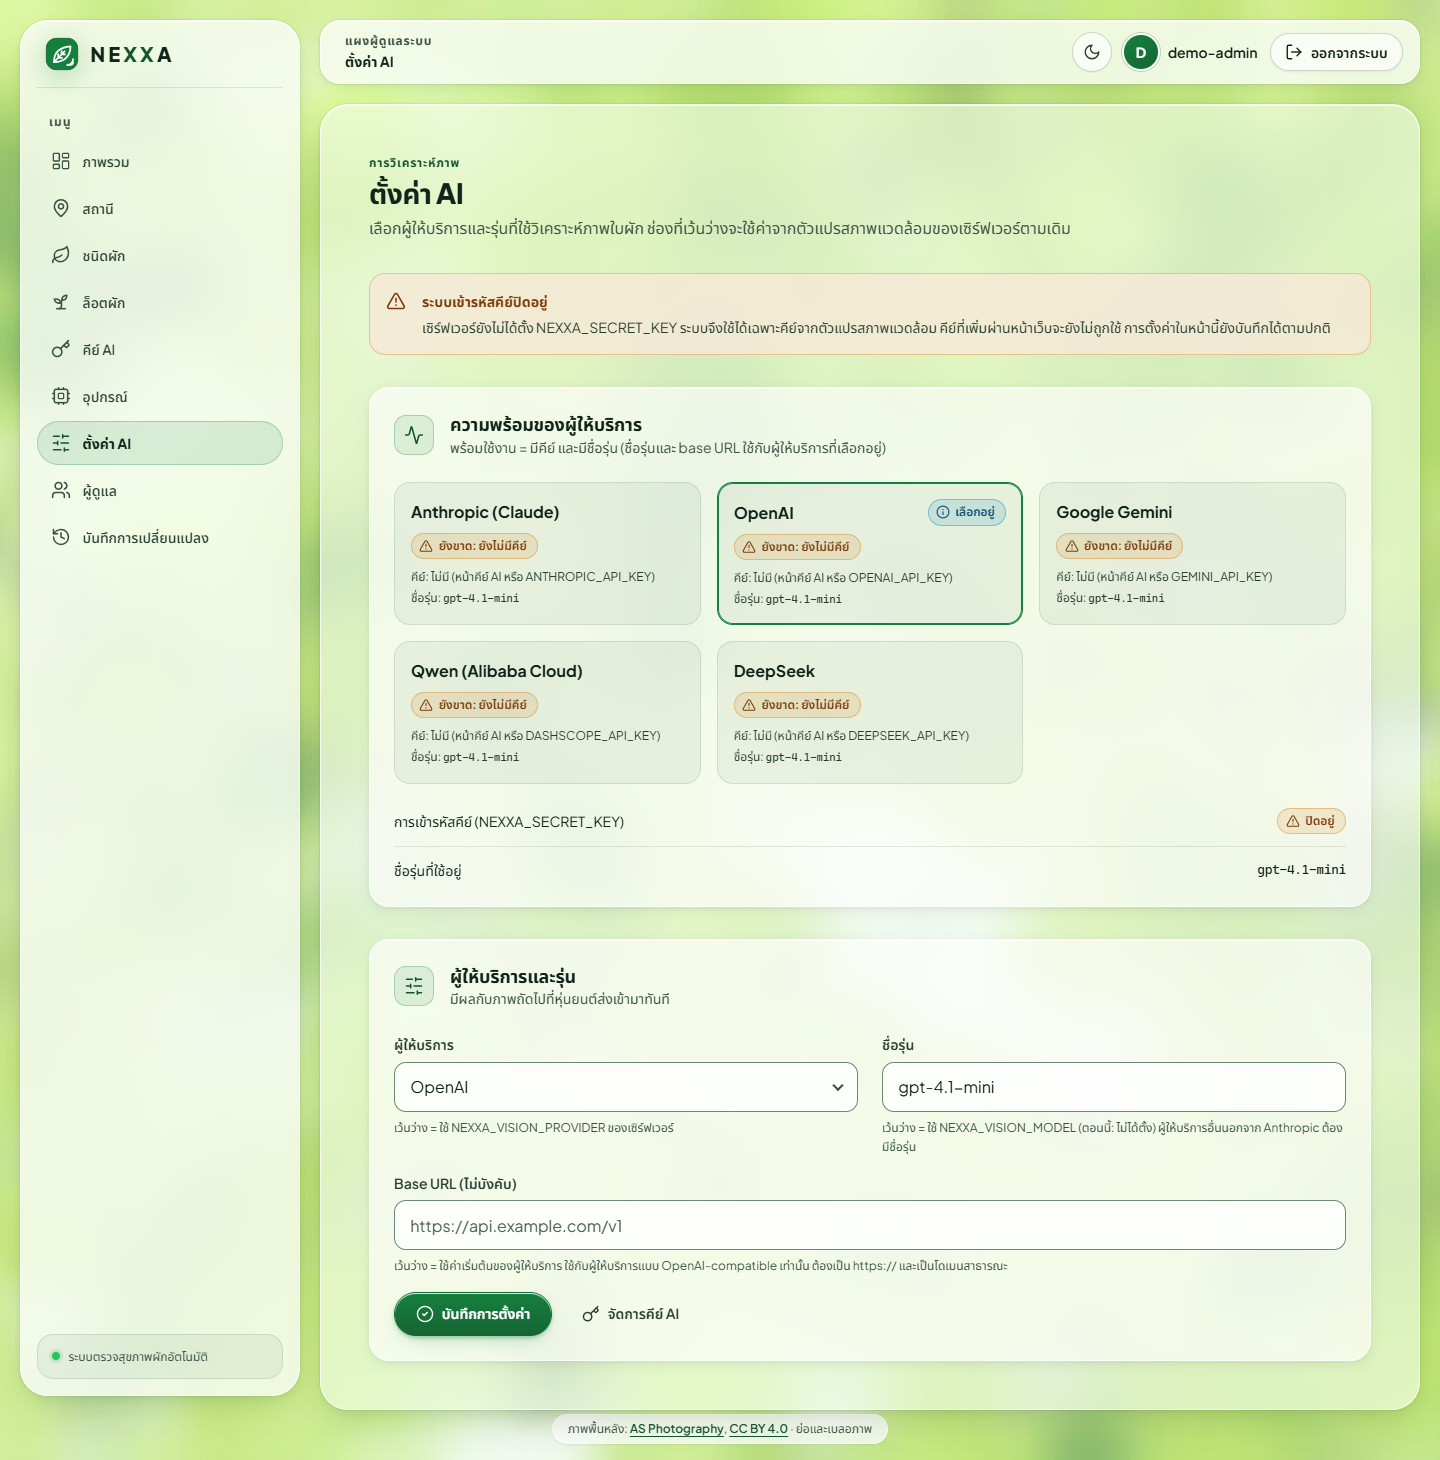 NEXXA
เมนู
ภาพรวม
สถานี
ชนิดผัก
ล็อตผัก
คีย์ AI
อุปกรณ์
ตั้งค่า AI
ผู้ดูแล
บันทึกการเปลี่ยนแปลง
ระบบตรวจสุขภาพผักอัตโนมัติ
แผงผู้ดูแลระบบ
ตั้งค่า AI
D
demo-admin
ออกจากระบบ
การวิเคราะห์ภาพ
ตั้งค่า AI
เลือกผู้ให้บริการและรุ่นที่ใช้วิเคราะห์ภาพใบผัก ช่องที่เว้นว่างจะใช้ค่าจากตัวแปรสภาพแวดล้อมของเซิร์ฟเวอร์ตามเดิม
ระบบเข้ารหัสคีย์ปิดอยู่
เซิร์ฟเวอร์ยังไม่ได้ตั้ง NEXXA_SECRET_KEY ระบบจึงใช้ได้เฉพาะคีย์จากตัวแปรสภาพแวดล้อม คีย์ที่เพิ่มผ่านหน้าเว็บจะยังไม่ถูกใช้ การตั้งค่าในหน้านี้ยังบันทึกได้ตามปกติ
ความพร้อมของผู้ให้บริการ
พร้อมใช้งาน = มีคีย์ และมีชื่อรุ่น (ชื่อรุ่นและ base URL ใช้กับผู้ให้บริการที่เลือกอยู่)
Anthropic (Claude)
ยังขาด: ยังไม่มีคีย์
คีย์: ไม่มี (หน้าคีย์ AI หรือ ANTHROPIC_API_KEY)
ชื่อรุ่น: gpt-4.1-mini
OpenAI
เลือกอยู่
ยังขาด: ยังไม่มีคีย์
คีย์: ไม่มี (หน้าคีย์ AI หรือ OPENAI_API_KEY)
ชื่อรุ่น: gpt-4.1-mini
Google Gemini
ยังขาด: ยังไม่มีคีย์
คีย์: ไม่มี (หน้าคีย์ AI หรือ GEMINI_API_KEY)
ชื่อรุ่น: gpt-4.1-mini
Qwen (Alibaba Cloud)
ยังขาด: ยังไม่มีคีย์
คีย์: ไม่มี (หน้าคีย์ AI หรือ DASHSCOPE_API_KEY)
ชื่อรุ่น: gpt-4.1-mini
DeepSeek
ยังขาด: ยังไม่มีคีย์
คีย์: ไม่มี (หน้าคีย์ AI หรือ DEEPSEEK_API_KEY)
ชื่อรุ่น: gpt-4.1-mini
การเข้ารหัสคีย์ (NEXXA_SECRET_KEY)
ปิดอยู่
ชื่อรุ่นที่ใช้อยู่
gpt-4.1-mini
ผู้ให้บริการและรุ่น
มีผลกับภาพถัดไปที่หุ่นยนต์ส่งเข้ามาทันที
ผู้ให้บริการ
OpenAI
เว้นว่าง = ใช้ NEXXA_VISION_PROVIDER ของเซิร์ฟเวอร์
ชื่อรุ่น
gpt-4.1-mini
เว้นว่าง = ใช้ NEXXA_VISION_MODEL (ตอนนี้: ไม่ได้ตั้ง) ผู้ให้บริการอื่นนอกจาก Anthropic ต้อง
มีชื่อรุ่น
Base URL (ไม่บังคับ)
https://api.example.com/v1
เว้นว่าง = ใช้ค่าเริ่มต้นของผู้ให้บริการ ใช้กับผู้ให้บริการแบบ OpenAI-compatible เท่านั้น ต้องเป็น https:// และเป็นโดเมนสาธารณะ
บันทึกการตั้งค่า
จัดการคีย์ AI
ภาพพื้นหลัง: AS Photography, CC BY 4.0 · ย่อและเบลอภาพ